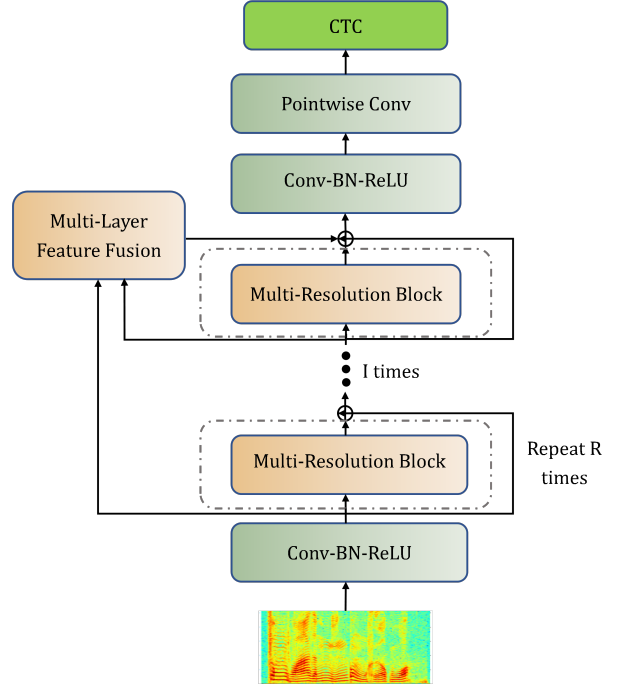 CTC
Pointwise Conv
Conv-BN-ReLU
Multi-Layer
Feature Fusion
Multi-Resolution Block
I times
Multi-Resolution Block
Repeat R
times
Conv-BN-ReLU